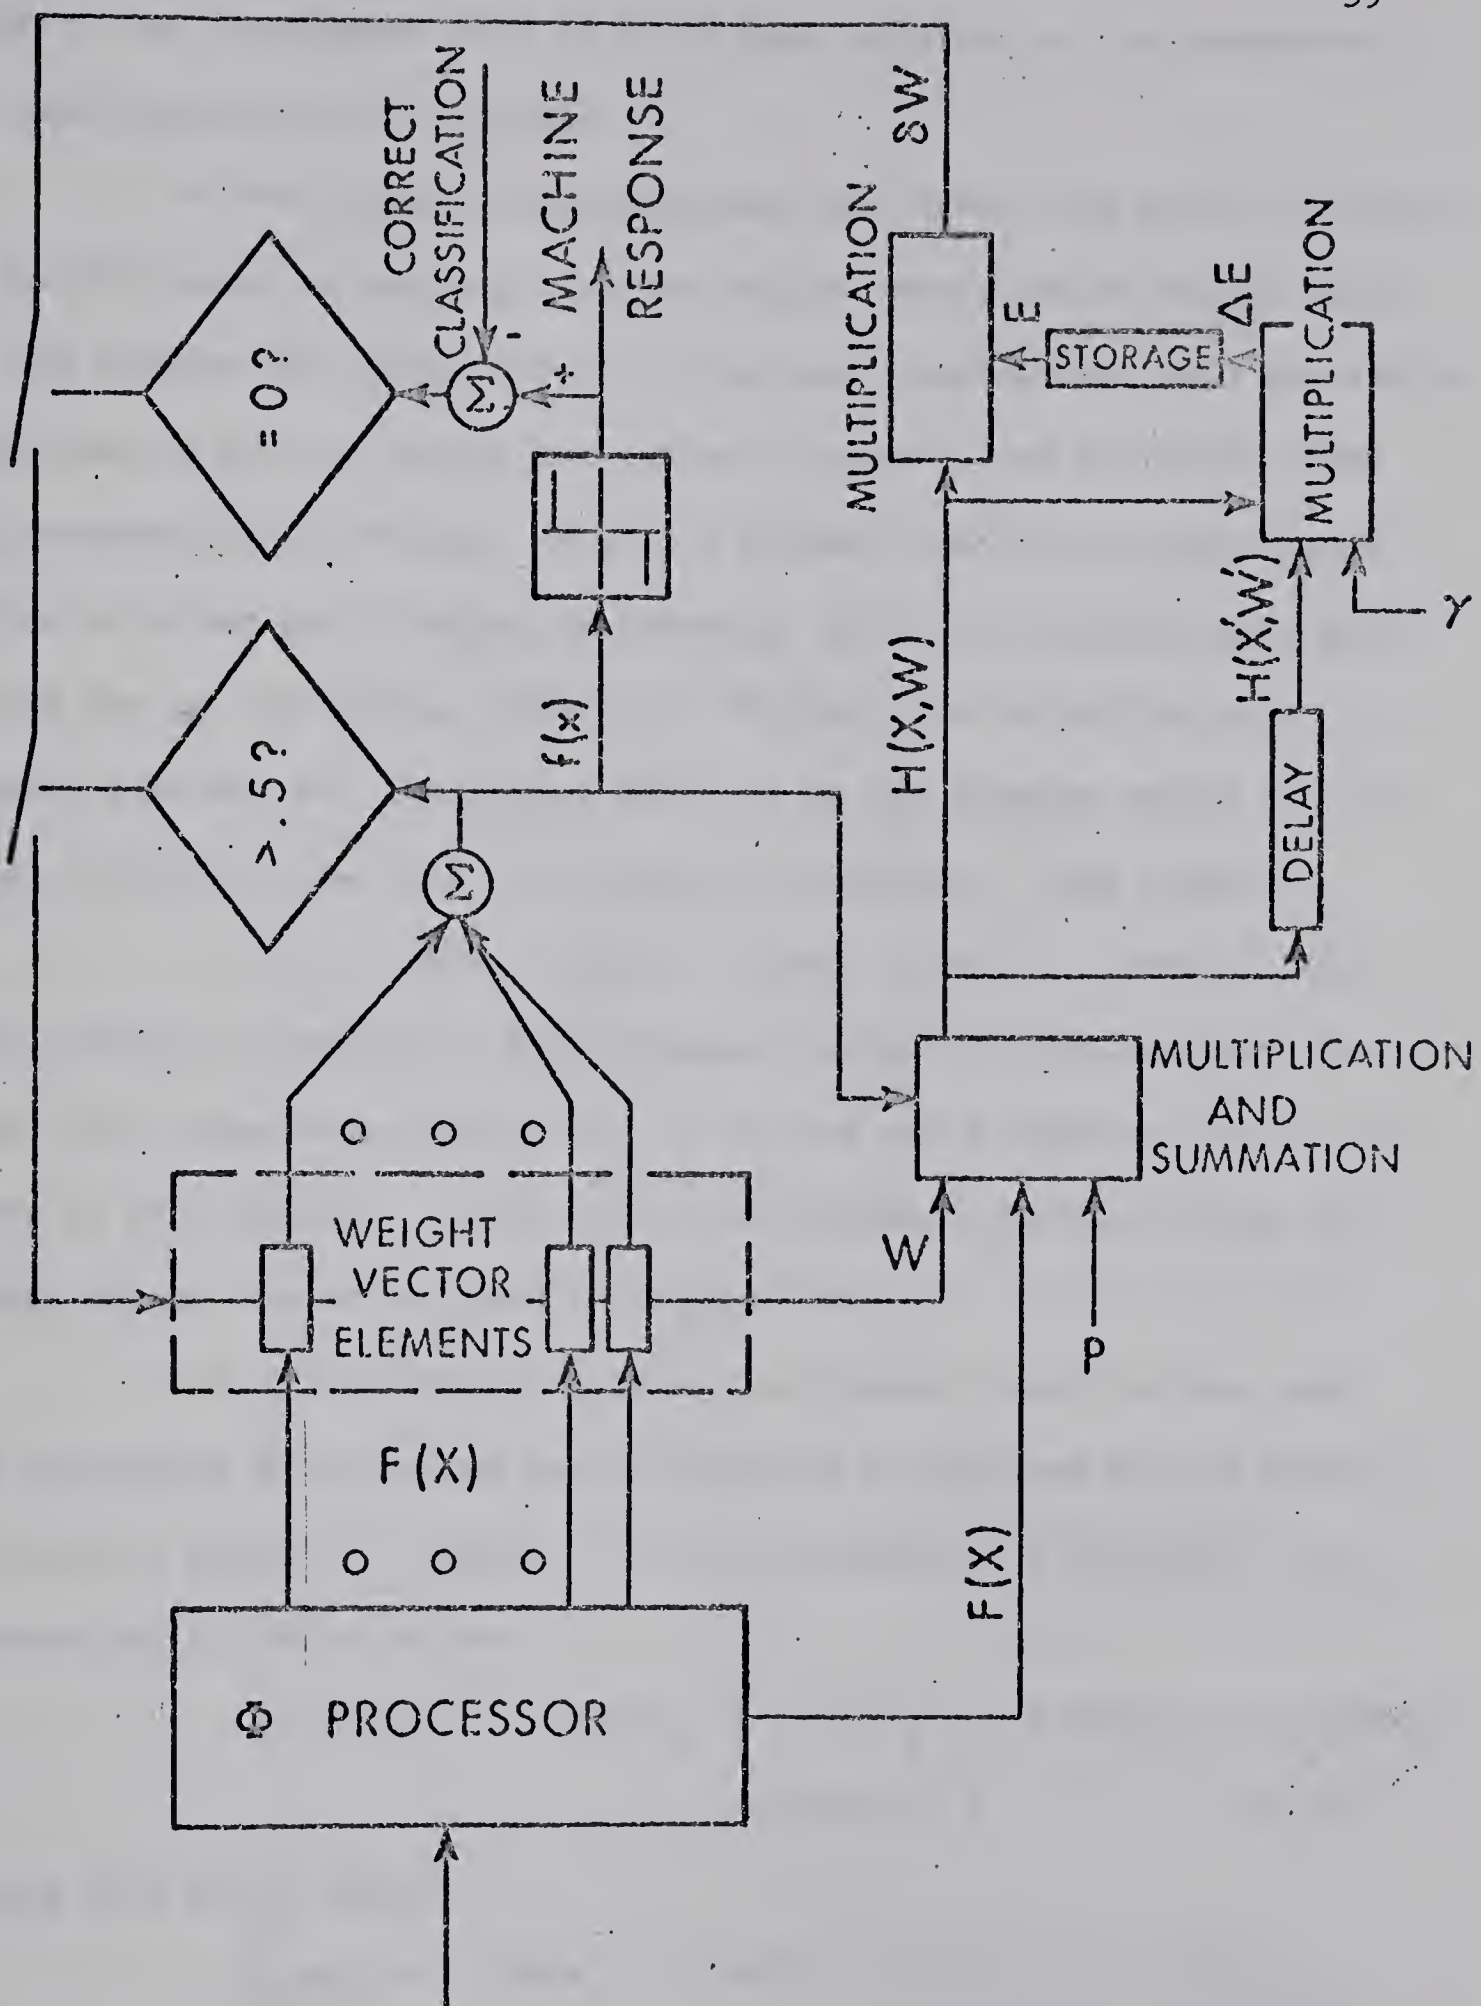 CORRECT
CLASSIFICATION
MACHINE
RESPONSE
= 0 ?
> .5 ?
Σ
-
+
Σ
f(x)
δW
MULTIPLICATION
E
STORAGE
ΔE
MULTIPLICATION
H(X,W)
H(X',W')
γ
DELAY
MULTIPLICATION
AND
SUMMATION
WEIGHT
VECTOR
ELEMENTS
W
P
F(X)
F(X)
Φ PROCESSOR